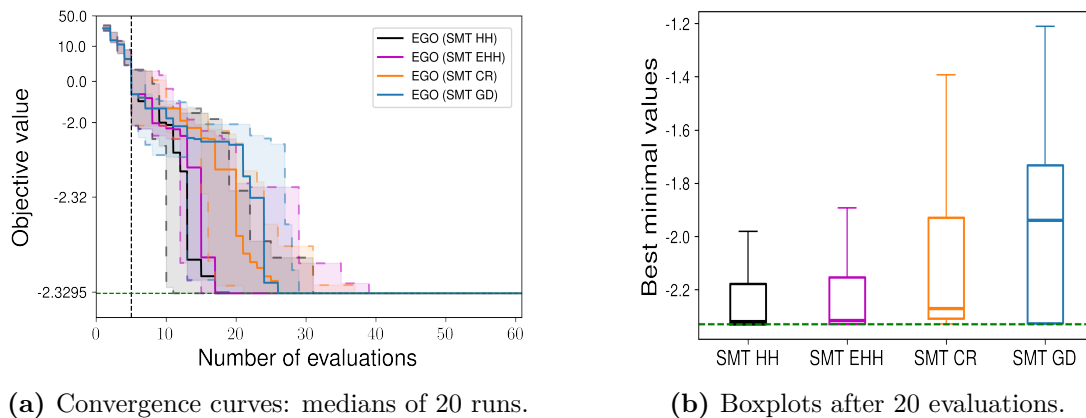 50.0
10.0
0.0
-2.0
-2.32
-2.3295
Objective value
EGO (SMT HH)
EGO (SMT EHH)
EGO (SMT CR)
EGO (SMT GD)
0 10 20 30 40 50 60
Number of evaluations
(a) Convergence curves: medians of 20 runs.
-1.2
-1.4
-1.6
-1.8
-2.0
-2.2
Best minimal values
SMT HH SMT EHH SMT CR SMT GD
(b) Boxplots after 20 evaluations.